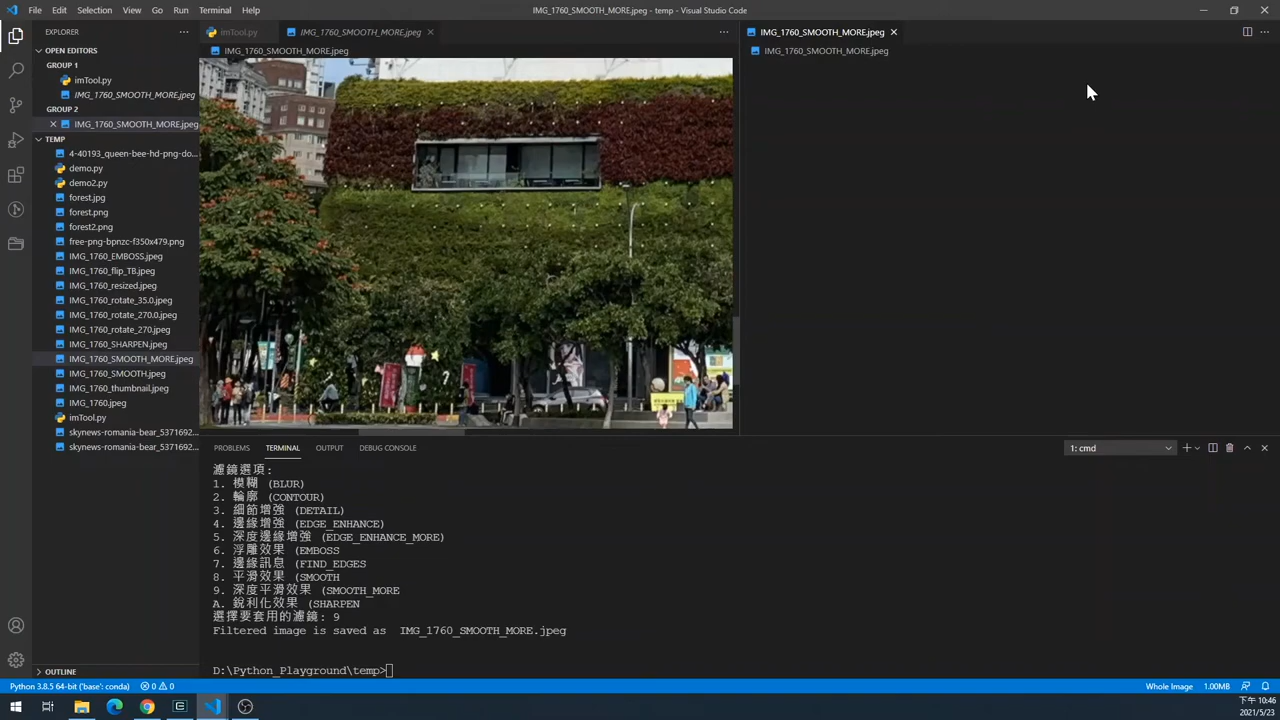 File Edit Selection View Go Run Terminal Help
IMG_1760_SMOOTH_MORE.jpeg - temp - Visual Studio Code
EXPLORER
OPEN EDITORS
GROUP 1
imTool.py
IMG_1760_SMOOTH_MORE.jpeg
GROUP 2
IMG_1760_SMOOTH_MORE.jpeg
TEMP
4-40193_queen-bee-hd-png-do...
demo.py
demo2.py
forest.jpg
forest.png
forest2.png
free-png-bpnzc-f350x479.png
IMG_1760_EMBOSS.jpeg
IMG_1760_flip_TB.jpeg
IMG_1760_resized.jpeg
IMG_1760_rotate_35.0.jpeg
IMG_1760_rotate_270.0.jpeg
IMG_1760_rotate_270.jpeg
IMG_1760_SHARPEN.jpeg
IMG_1760_SMOOTH_MORE.jpeg
IMG_1760_SMOOTH.jpeg
IMG_1760_thumbnail.jpeg
IMG_1760.jpeg
imTool.py
skynews-romania-bear_5371692...
skynews-romania-bear_5371692...
OUTLINE
imTool.py
IMG_1760_SMOOTH_MORE.jpeg
IMG_1760_SMOOTH_MORE.jpeg
IMG_1760_SMOOTH_MORE.jpeg
IMG_1760_SMOOTH_MORE.jpeg
PROBLEMS TERMINAL OUTPUT DEBUG CONSOLE
1: cmd
濾鏡選項:
1. 模糊 (BLUR)
2. 輪廓 (CONTOUR)
3. 細節增強 (DETAIL)
4. 邊緣增強 (EDGE_ENHANCE)
5. 深度邊緣增強 (EDGE_ENHANCE_MORE)
6. 浮雕效果 (EMBOSS
7. 邊緣訊息 (FIND_EDGES
8. 平滑效果 (SMOOTH
9. 深度平滑效果 (SMOOTH_MORE
A. 銳利化效果 (SHARPEN
選擇要套用的濾鏡: 9
Filtered image is saved as IMG_1760_SMOOTH_MORE.jpeg
D:\Python_Playground\temp>
Python 3.8.5 64-bit ('base': conda) 0 0
Whole Image 1.00MB
下午 10:46
2021/5/23